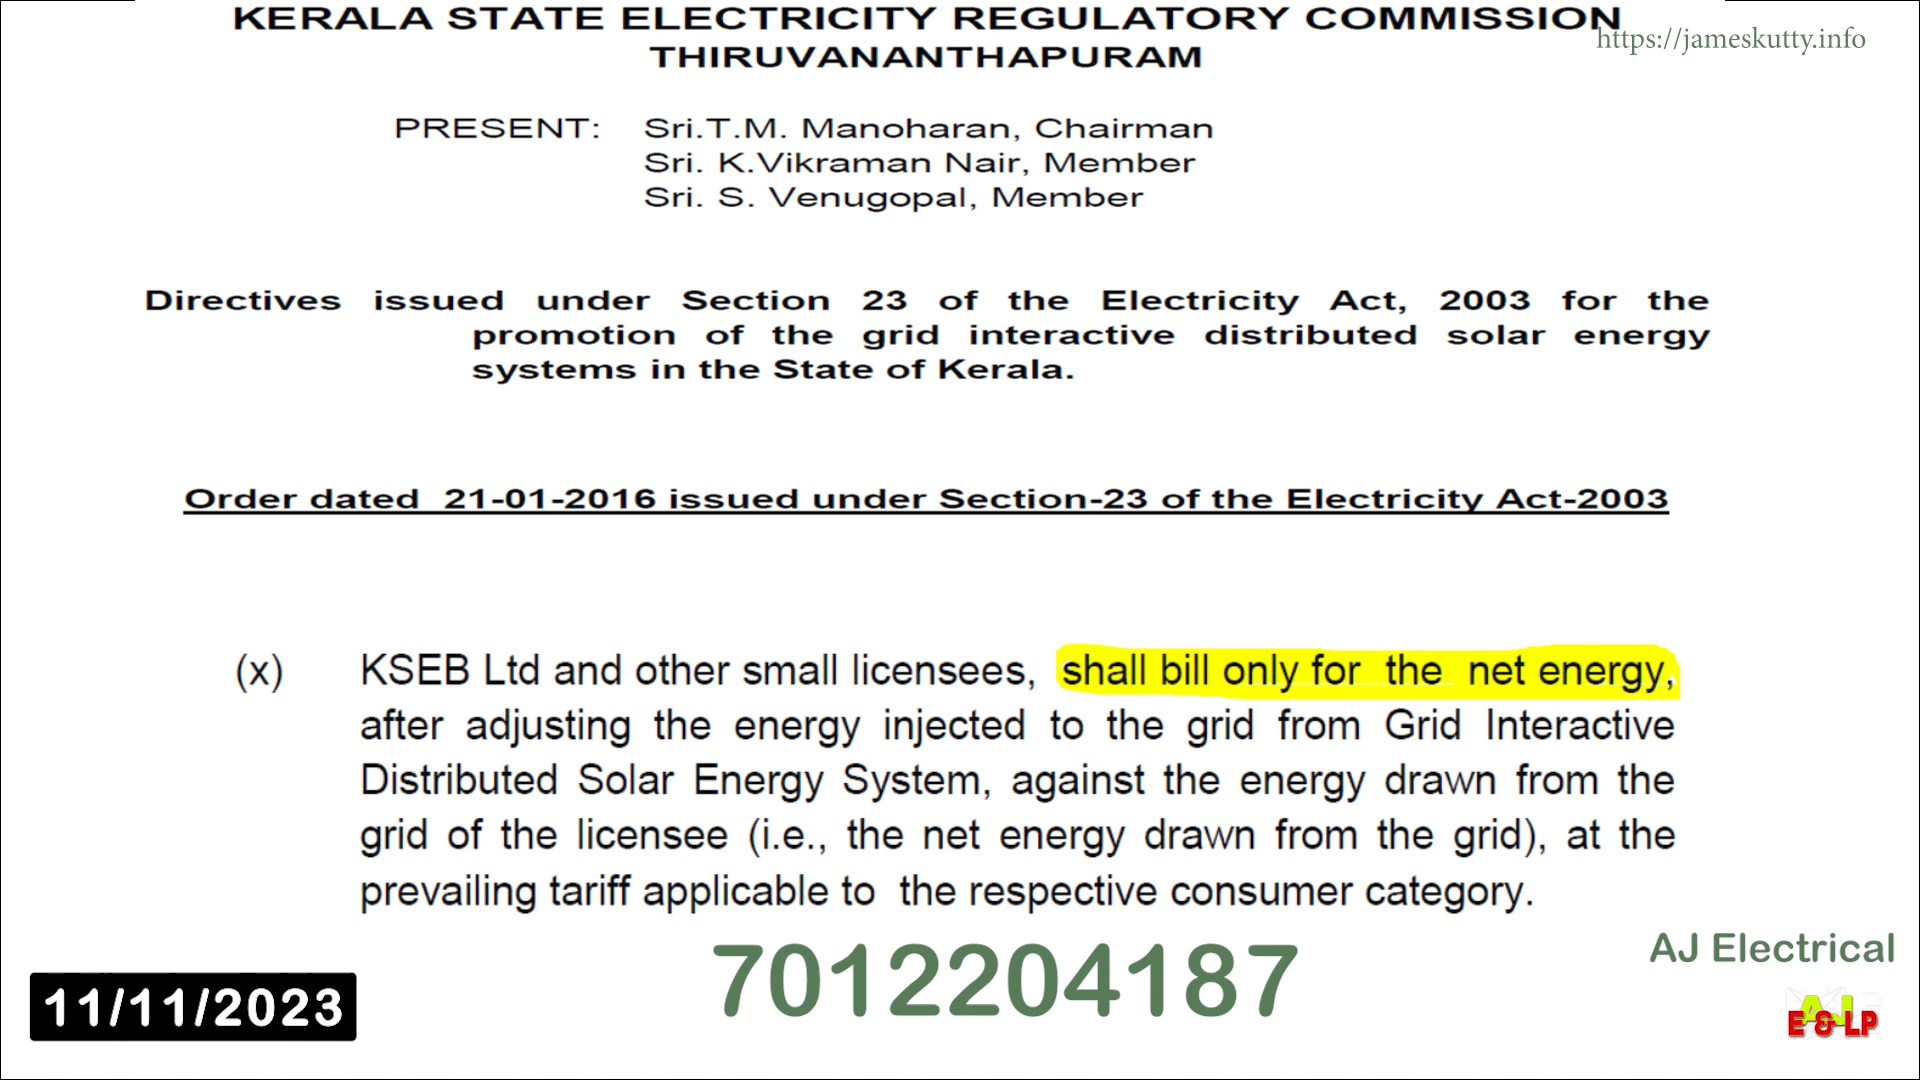 KERALA STATE ELECTRICITY REGULATORY COMMISSION
https://jameskutty.info
THIRUVANANTHAPURAM
PRESENT: Sri.T.M. Manoharan, Chairman
Sri. K.Vikraman Nair, Member
Sri. S. Venugopal, Member
Directives issued under Section 23 of the Electricity Act, 2003 for the
promotion of the grid interactive distributed solar energy
systems in the State of Kerala.
Order dated 21-01-2016 issued under Section-23 of the Electricity Act-2003
(x) KSEB Ltd and other small licensees, shall bill only for the net energy,
after adjusting the energy injected to the grid from Grid Interactive
Distributed Solar Energy System, against the energy drawn from the
grid of the licensee (i.e., the net energy drawn from the grid), at the
prevailing tariff applicable to the respective consumer category.
AJ Electrical
7012204187
11/11/2023
AJ
E & LP